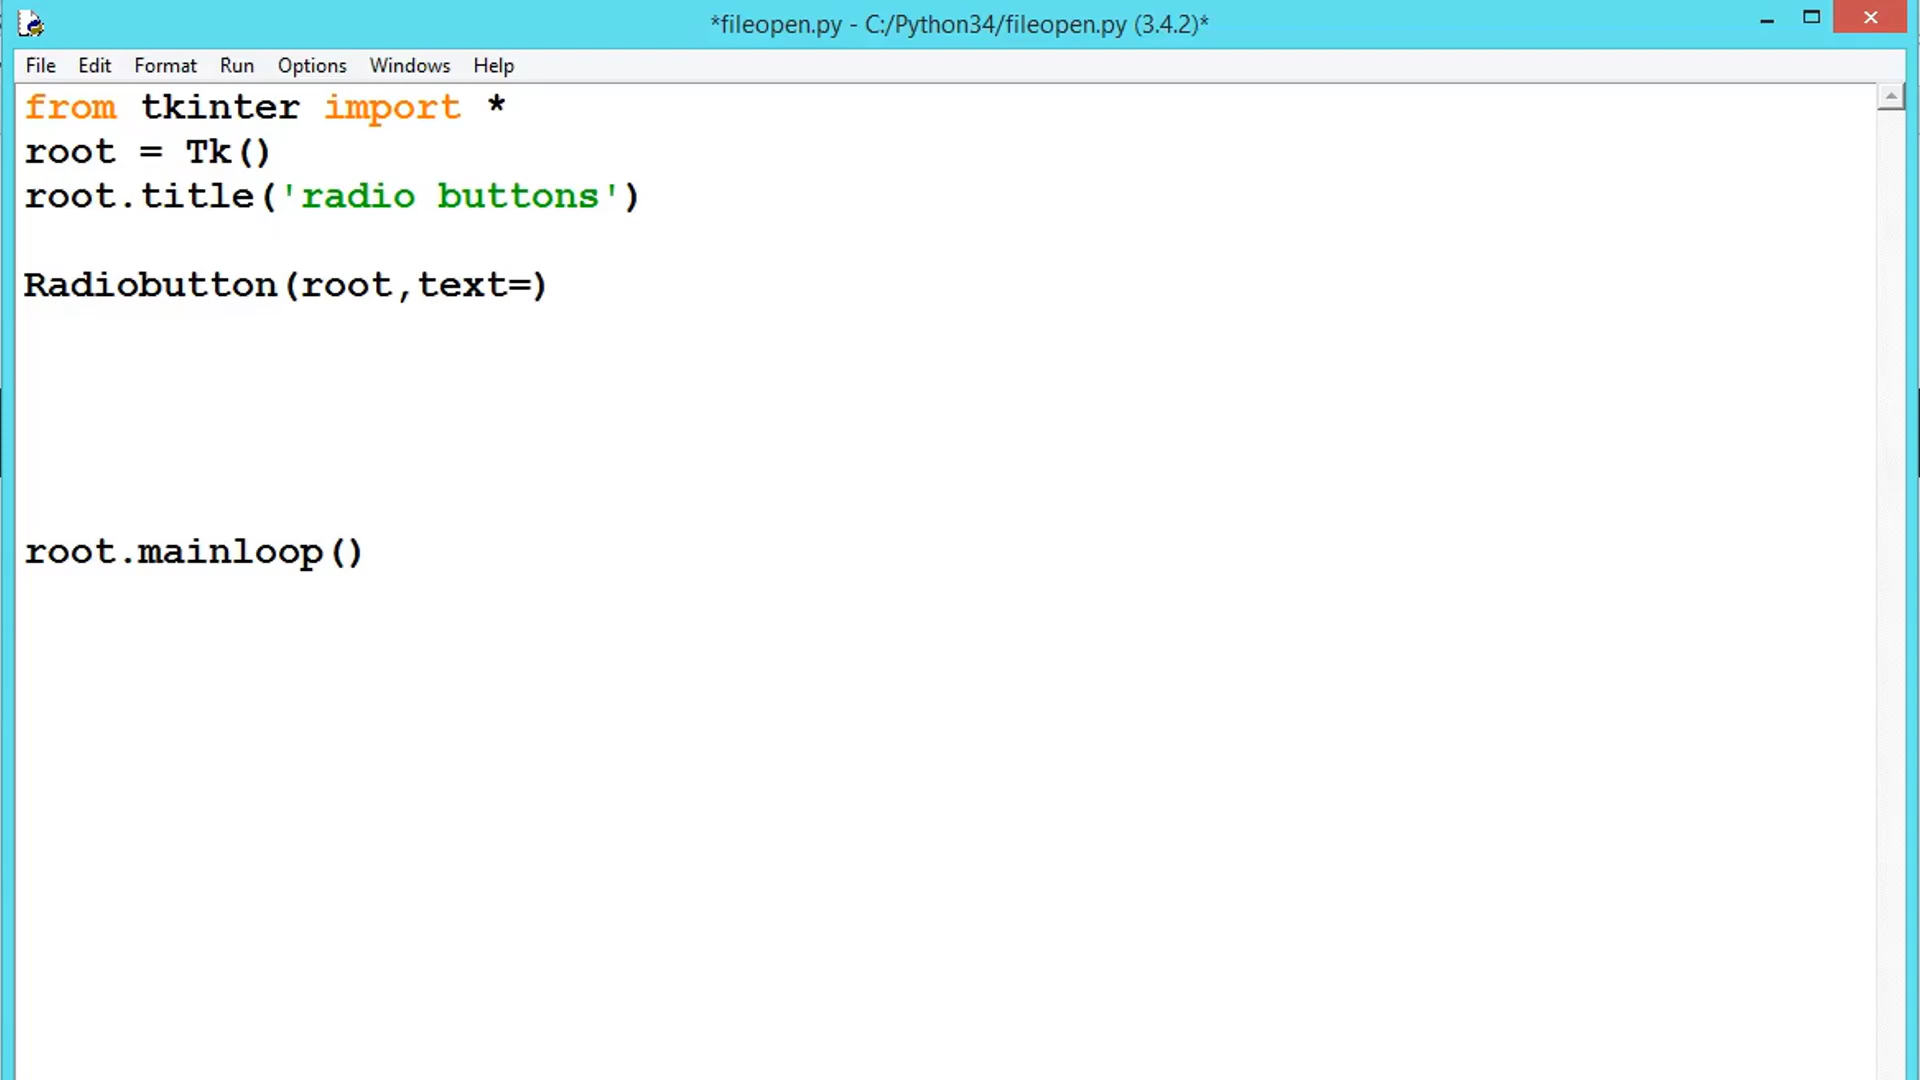 *fileopen.py - C:/Python34/fileopen.py (3.4.2)*
File Edit Format Run Options Windows Help
from tkinter import *
root = Tk()
root.title('radio buttons')
Radiobutton(root,text=)
root.mainloop()